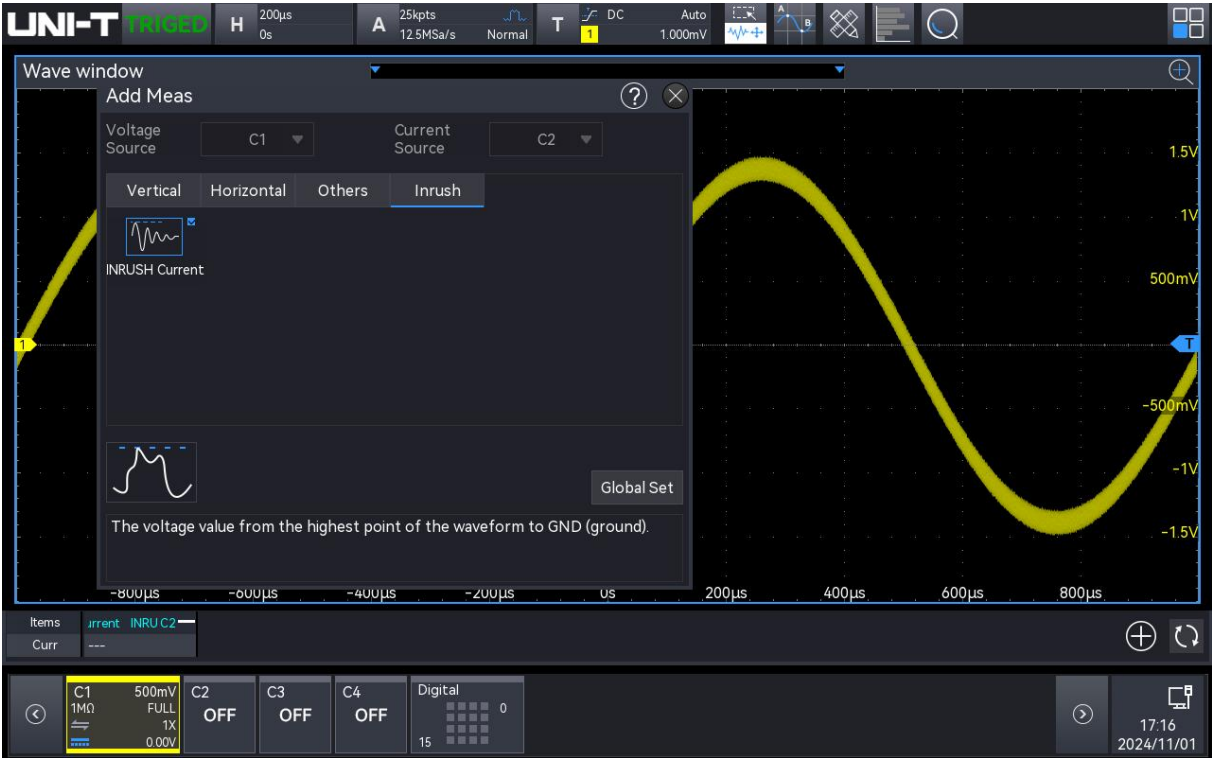 UNI-T TRIGED H 200μs 0s A 25kpts 12.5MSa/s Normal T DC 1 Auto 1.000mV A B
Wave window
Add Meas ?
Voltage Source C1 Current Source C2
Vertical Horizontal Others Inrush
INRUSH Current
Global Set
The voltage value from the highest point of the waveform to GND (ground).
1.5V
1V
500mV
1
T
-500mV
-1V
-1.5V
-800μs -600μs -400μs -200μs 0s 200μs 400μs 600μs 800μs
Items urrent INRU C2
Curr ---
C1 500mV
1MΩ FULL
1X
0.00V
C2 OFF
C3 OFF
C4 OFF
Digital
0
15
17:16
2024/11/01